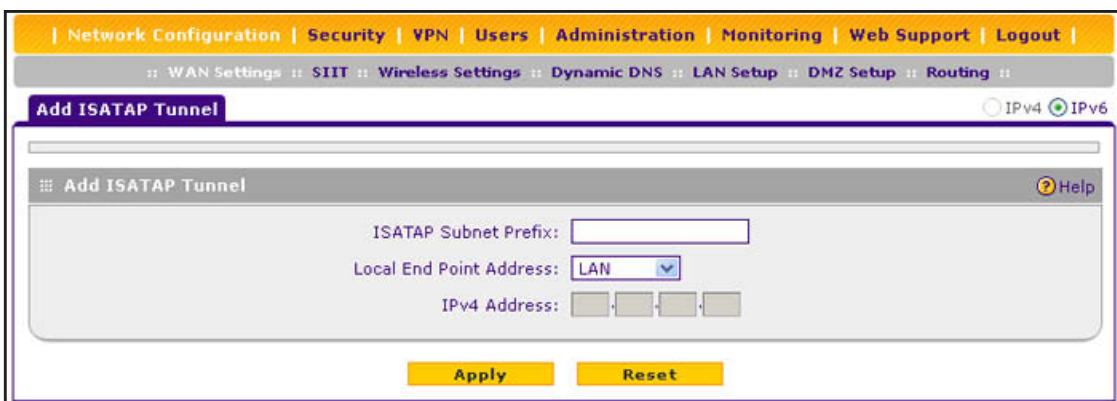 | Network Configuration | Security | VPN | Users | Administration | Monitoring | Web Support | Logout |
:: WAN Settings :: SIIT :: Wireless Settings :: Dynamic DNS :: LAN Setup :: DMZ Setup :: Routing ::
Add ISATAP Tunnel IPv4 IPv6
Add ISATAP Tunnel ? Help
ISATAP Subnet Prefix:
Local End Point Address: LAN
IPv4 Address: . . .
Apply Reset